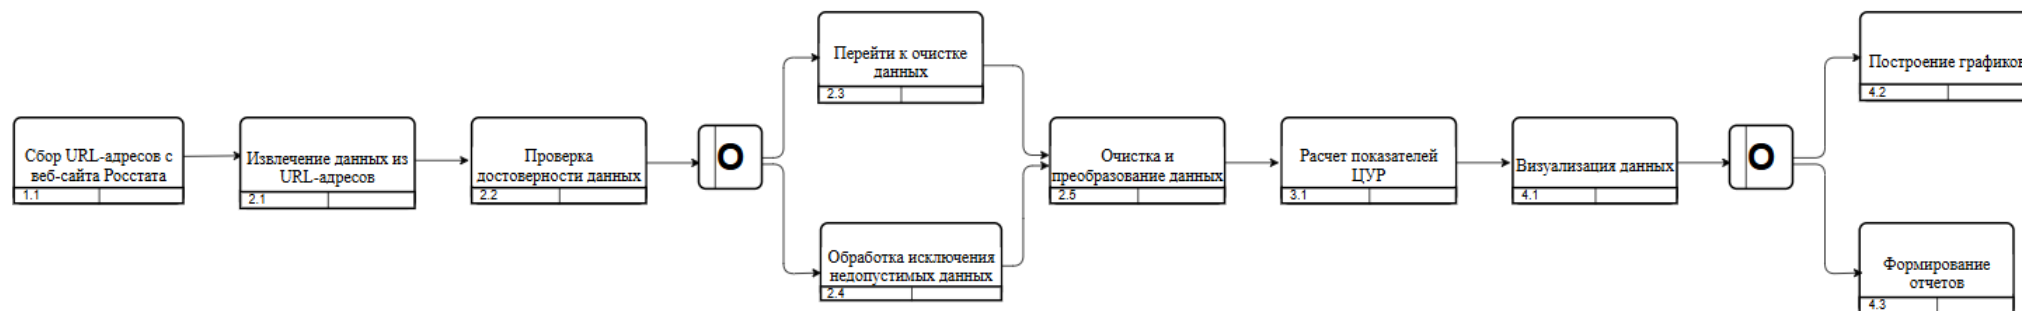 Сбор URL-адресов с
веб-сайта Росстата
1.1
Извлечение данных из
URL-адресов
2.1
Проверка
достоверности данных
2.2
O
Перейти к очистке
данных
2.3
Обработка исключения
недопустимых данных
2.4
Очистка и
преобразование данных
2.5
Расчет показателей
ЦУР
3.1
Визуализация данных
4.1
O
Построение графиков
4.2
Формирование
отчетов
4.3